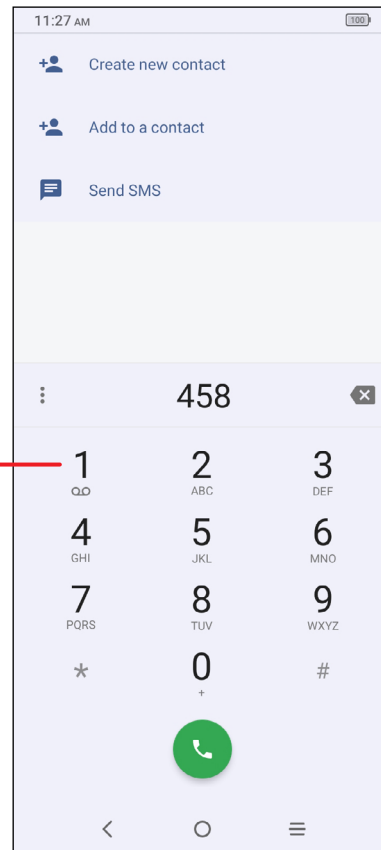 11:27 AM 100
Create new contact
Add to a contact
Send SMS
458
1 2 3
ABC DEF
4 5 6
GHI JKL MNO
7 8 9
PQRS TUV WXYZ
* 0 #
+